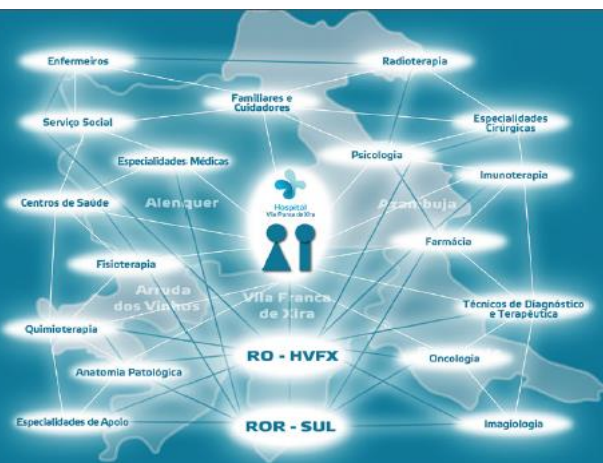 Enfermeiros
Radioterapia
Familiares e
Cuidadores
Serviço Social
Especialidades
Cirúrgicas
Especialidades Médicas
Psicologia
Imunoterapia
Centros de Saúde
Alenquer
Hospital
Vila Franca de Xira
Azambuja
Farmácia
Fisioterapia
Arruda
dos Vinhos
Vila Franca
de Xira
Técnicos de Diagnóstico
e Terapêutica
Quimioterapia
RO - HVFX
Oncologia
Anatomia Patológica
Especialidades de Apoio
ROR - SUL
Imagiologia